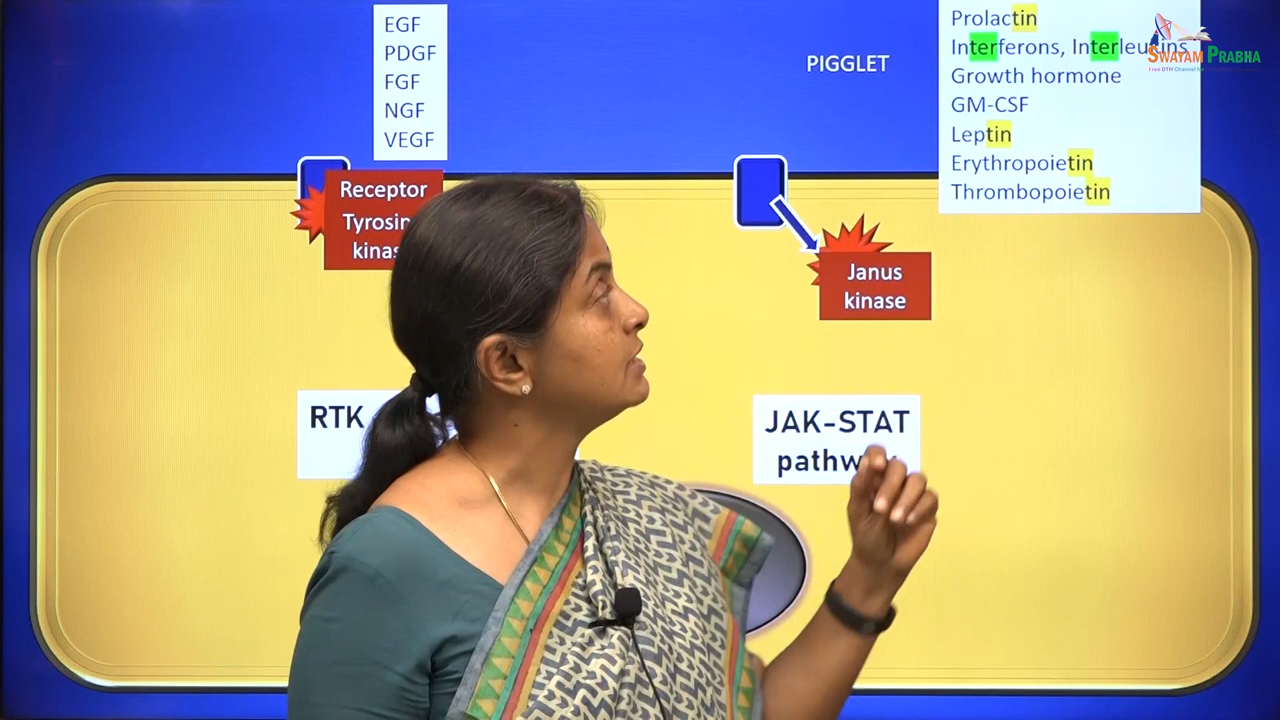 EGF
PDGF
FGF
NGF
VEGF
PIGGLET
Prolactin
Interferons, Interleukins
Growth hormone
GM-CSF
Leptin
Erythropoietin
Thrombopoietin
SWAYAM PRABHA
Receptor
Janus
kinase
RTK
JAK-STAT